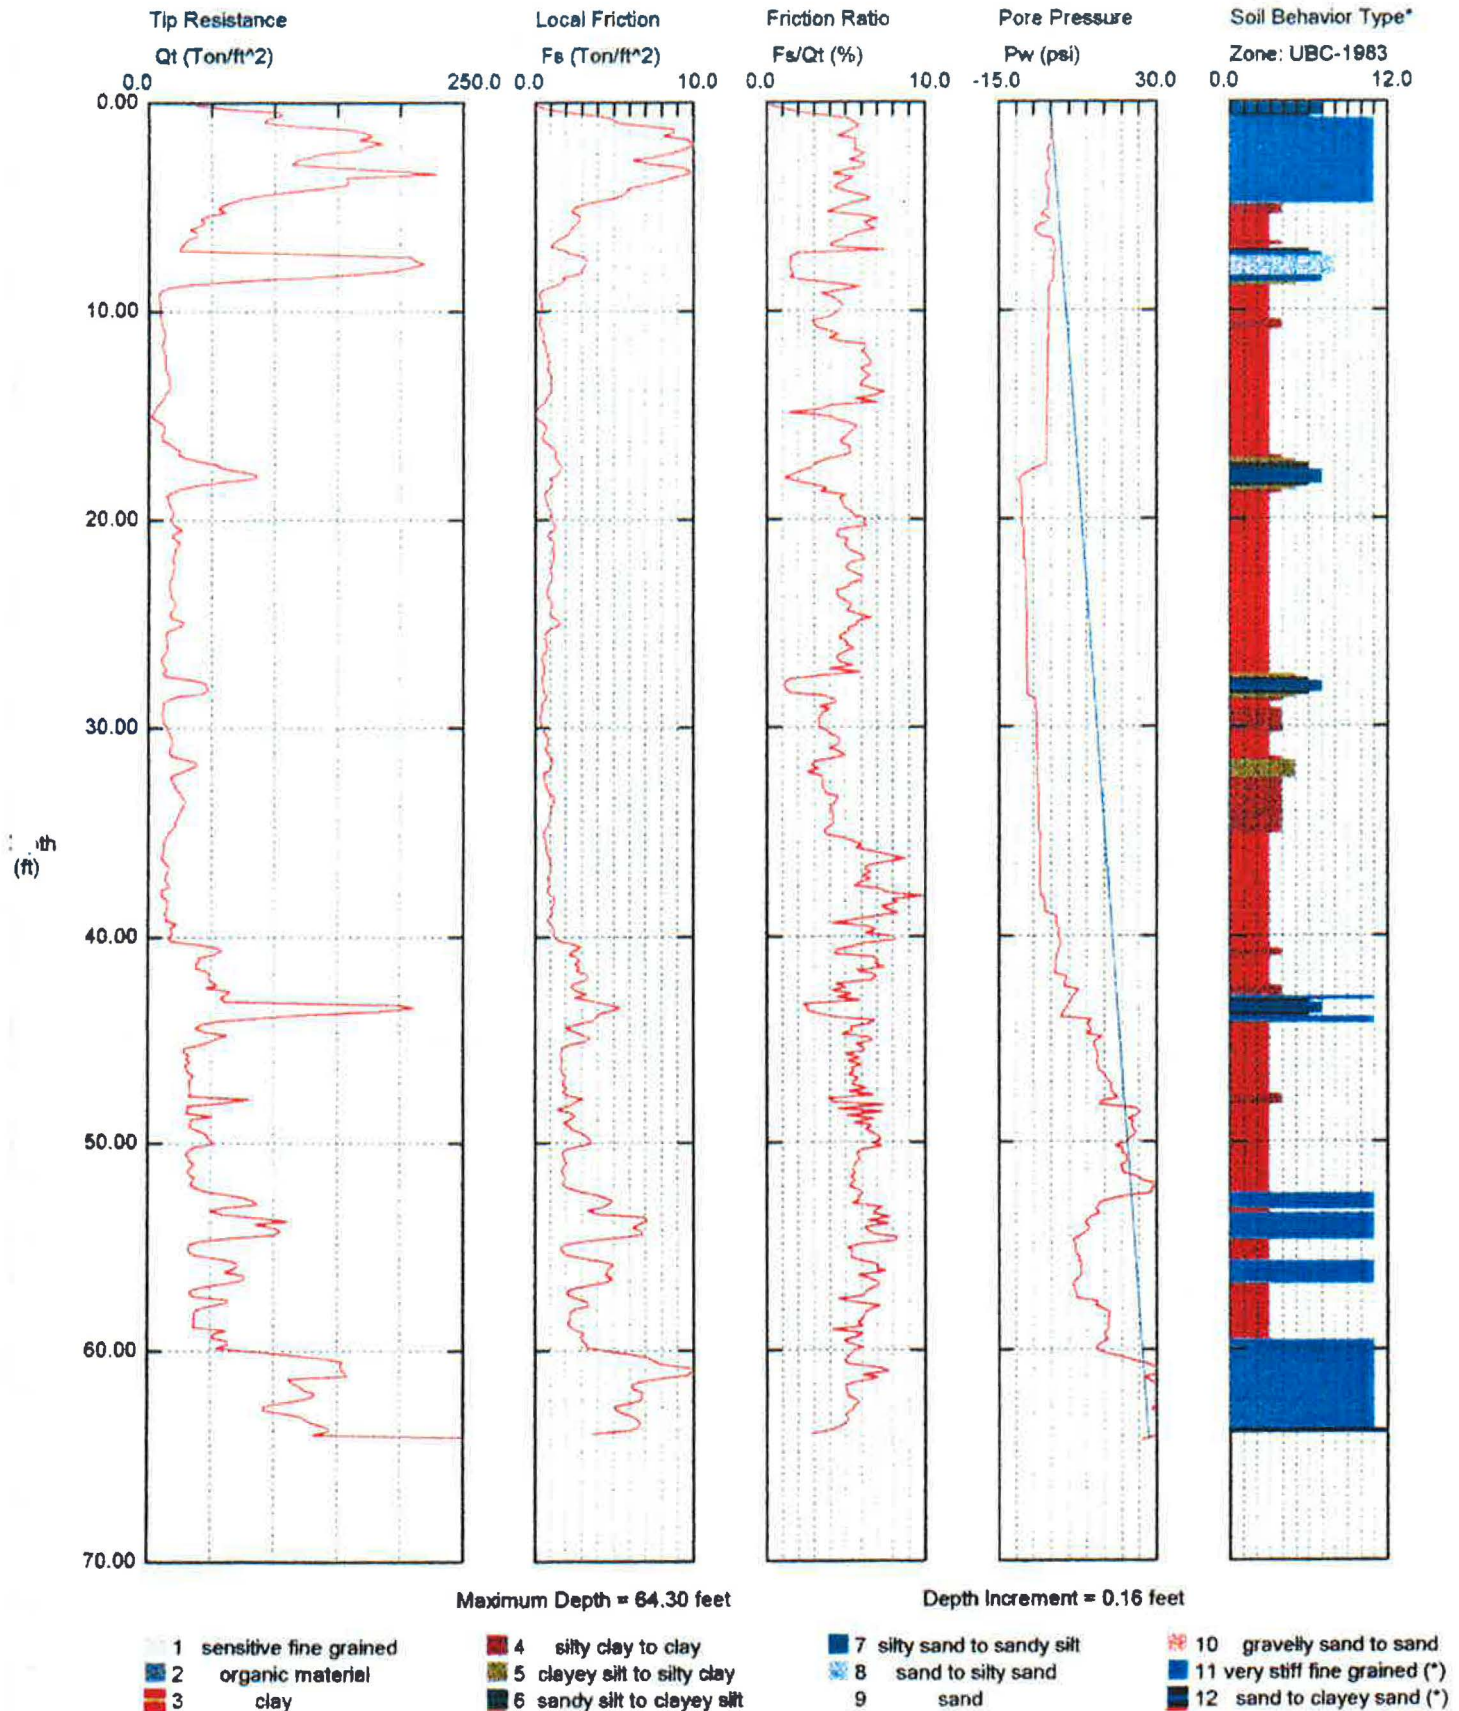 Tip Resistance Local Friction Friction Ratio Pore Pressure Soil Behavior Type*
Qt (Ton/ft^2) Fs (Ton/ft^2) Fs/Qt (%) Pw (psi) Zone: UBC-1983
0.0 250.0 0.0 10.0 0.0 10.0 -15.0 30.0 0.0 12.0
0.00
10.00
20.00
30.00
(ft)
40.00
50.00
60.00
70.00
Maximum Depth = 64.30 feet Depth Increment = 0.16 feet
1 sensitive fine grained 4 silty clay to clay 7 silty sand to sandy silt 10 gravelly sand to sand
2 organic material 5 clayey silt to silty clay 8 sand to silty sand 11 very stiff fine grained (*)
3 clay 6 sandy silt to clayey silt 9 sand 12 sand to clayey sand (*)